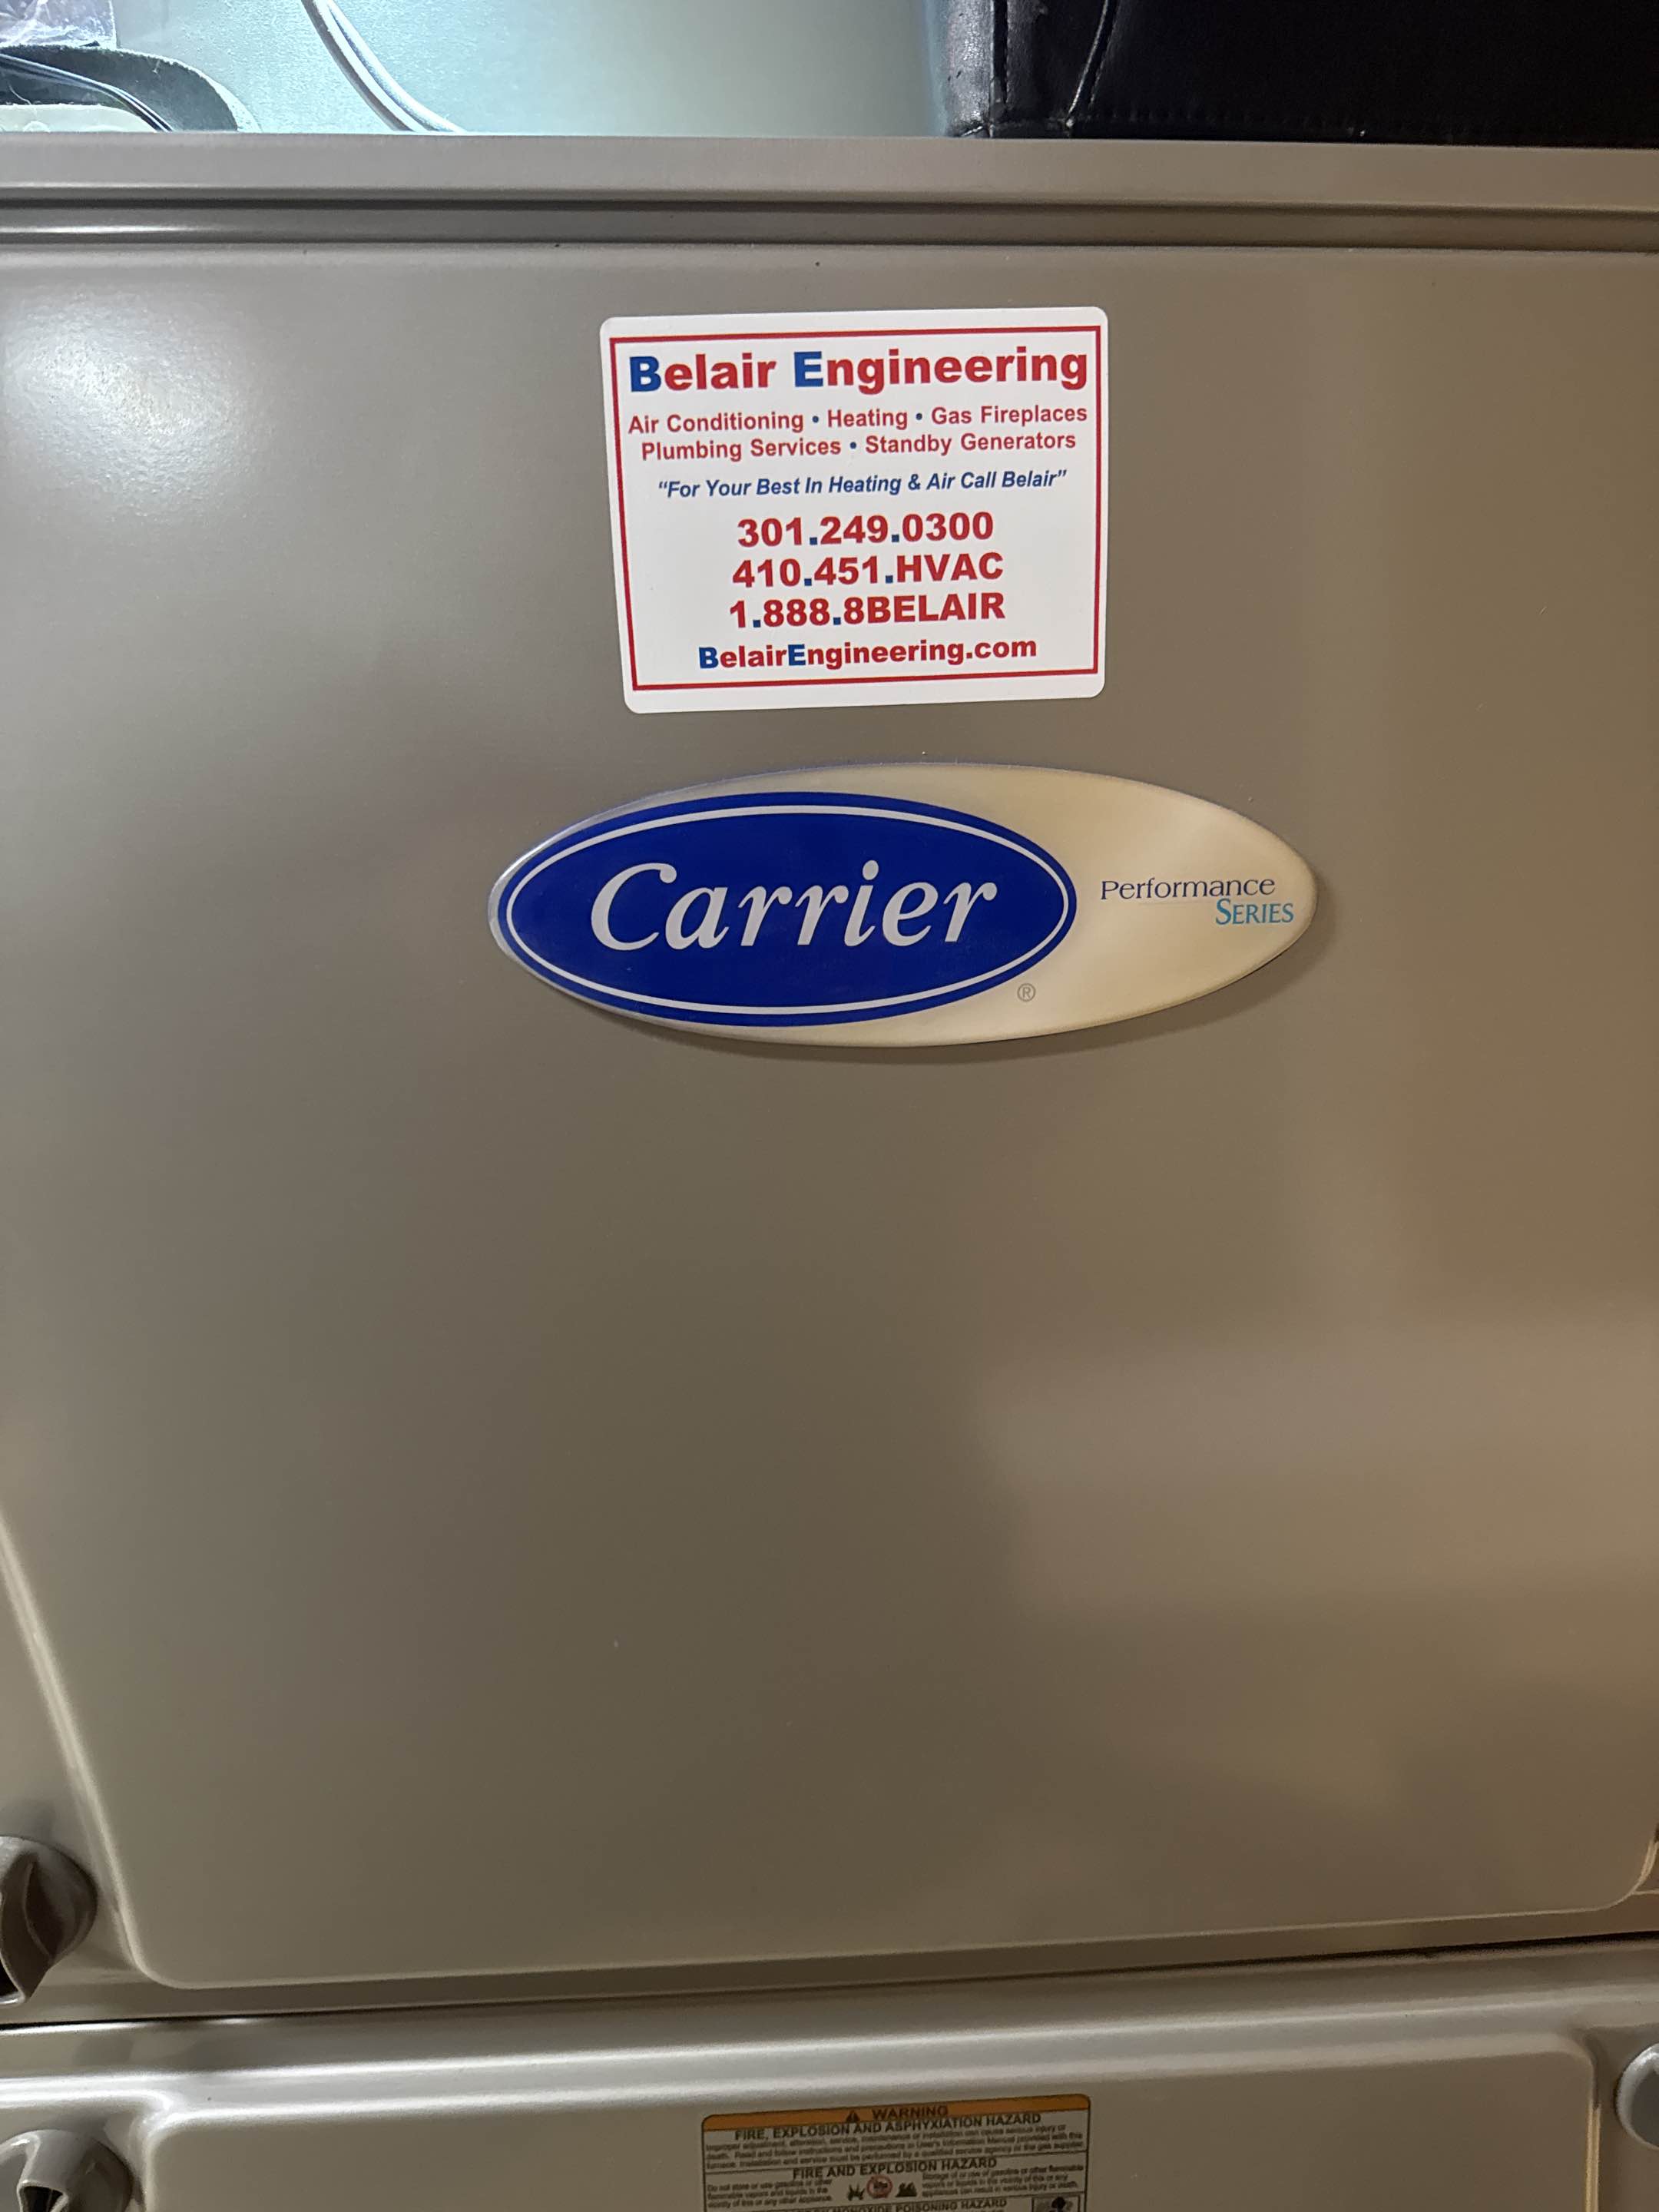 Belair Engineering
Air Conditioning • Heating • Gas Fireplaces
Plumbing Services • Standby Generators
“For Your Best In Heating & Air Call Belair”
301.249.0300
410.451.HVAC
1.888.8BELAIR
BelairEngineering.com
Carrier
®
Performance
SERIES
WARNING
FIRE, EXPLOSION AND ASPHYXIATION HAZARD
FIRE AND EXPLOSION HAZARD
POISONING HAZARD